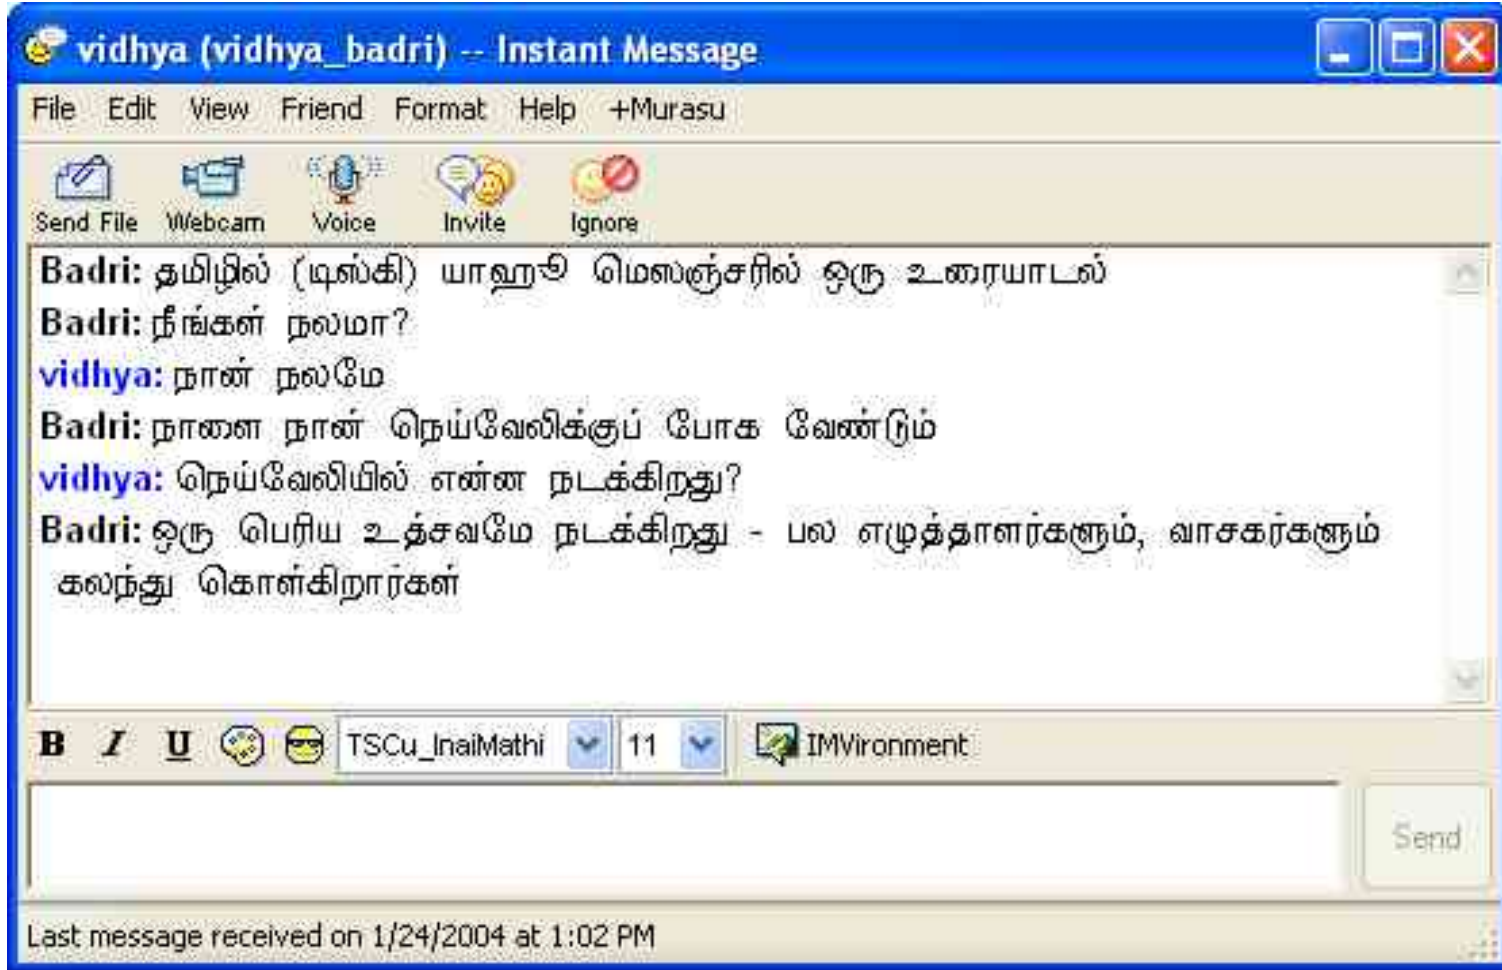 vidhya (vidhya_badri) -- Instant Message
File Edit View Friend Format Help +Murasu
Send File Webcam Voice Invite Ignore
Badri: தமிழில் (டிஸ்கி) யாஹூ மெஸஞ்சரில் ஒரு உரையாடல்
Badri: நீங்கள் நலமா?
vidhya: நான் நலமே
Badri: நாளை நான் நெய்வேலிக்குப் போக வேண்டும்
vidhya: நெய்வேலியில் என்ன நடக்கிறது?
Badri: ஒரு பெரிய உத்சவமே நடக்கிறது - பல எழுத்தாளர்களும், வாசகர்களும்
கலந்து கொள்கிறார்கள்
B I U TSCu_InaiMathi 11 IMVironment
Send
Last message received on 1/24/2004 at 1:02 PM